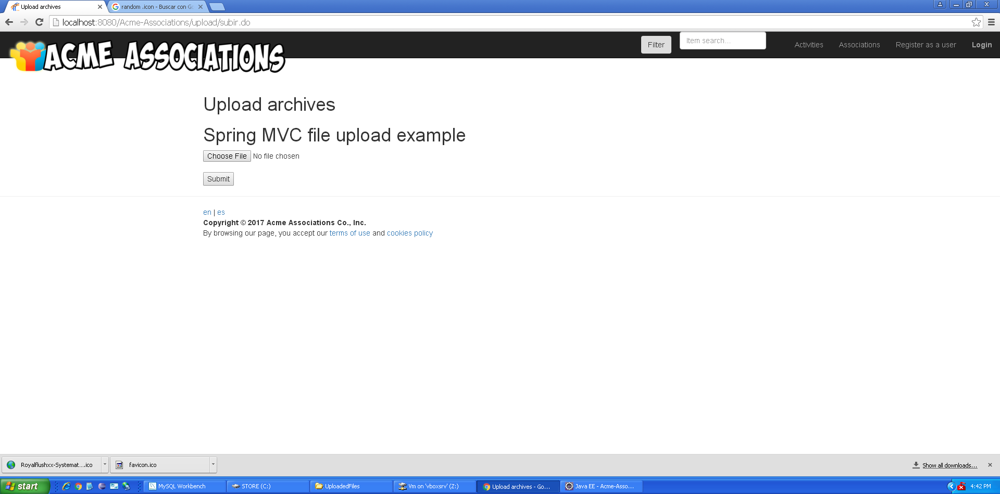 Upload archives
random .icon - Buscar con Go
localhost:8080/Acme-Associations/upload/subir.do
ACME ASSOCIATIONS
Filter
Item search...
Activities
Associations
Register as a user
Login
Upload archives
Spring MVC file upload example
Choose File No file chosen
Submit
en | es
Copyright © 2017 Acme Associations Co., Inc.
By browsing our page, you accept our terms of use and cookies policy
Royalflushxx-Systemat....ico
favicon.ico
Show all downloads...
start
MySQL Workbench
STORE (C:)
UploadedFiles
Vm on 'vboxsrv' (Z:)
Upload archives - Go...
Java EE - Acme-Asso...
4:42 PM